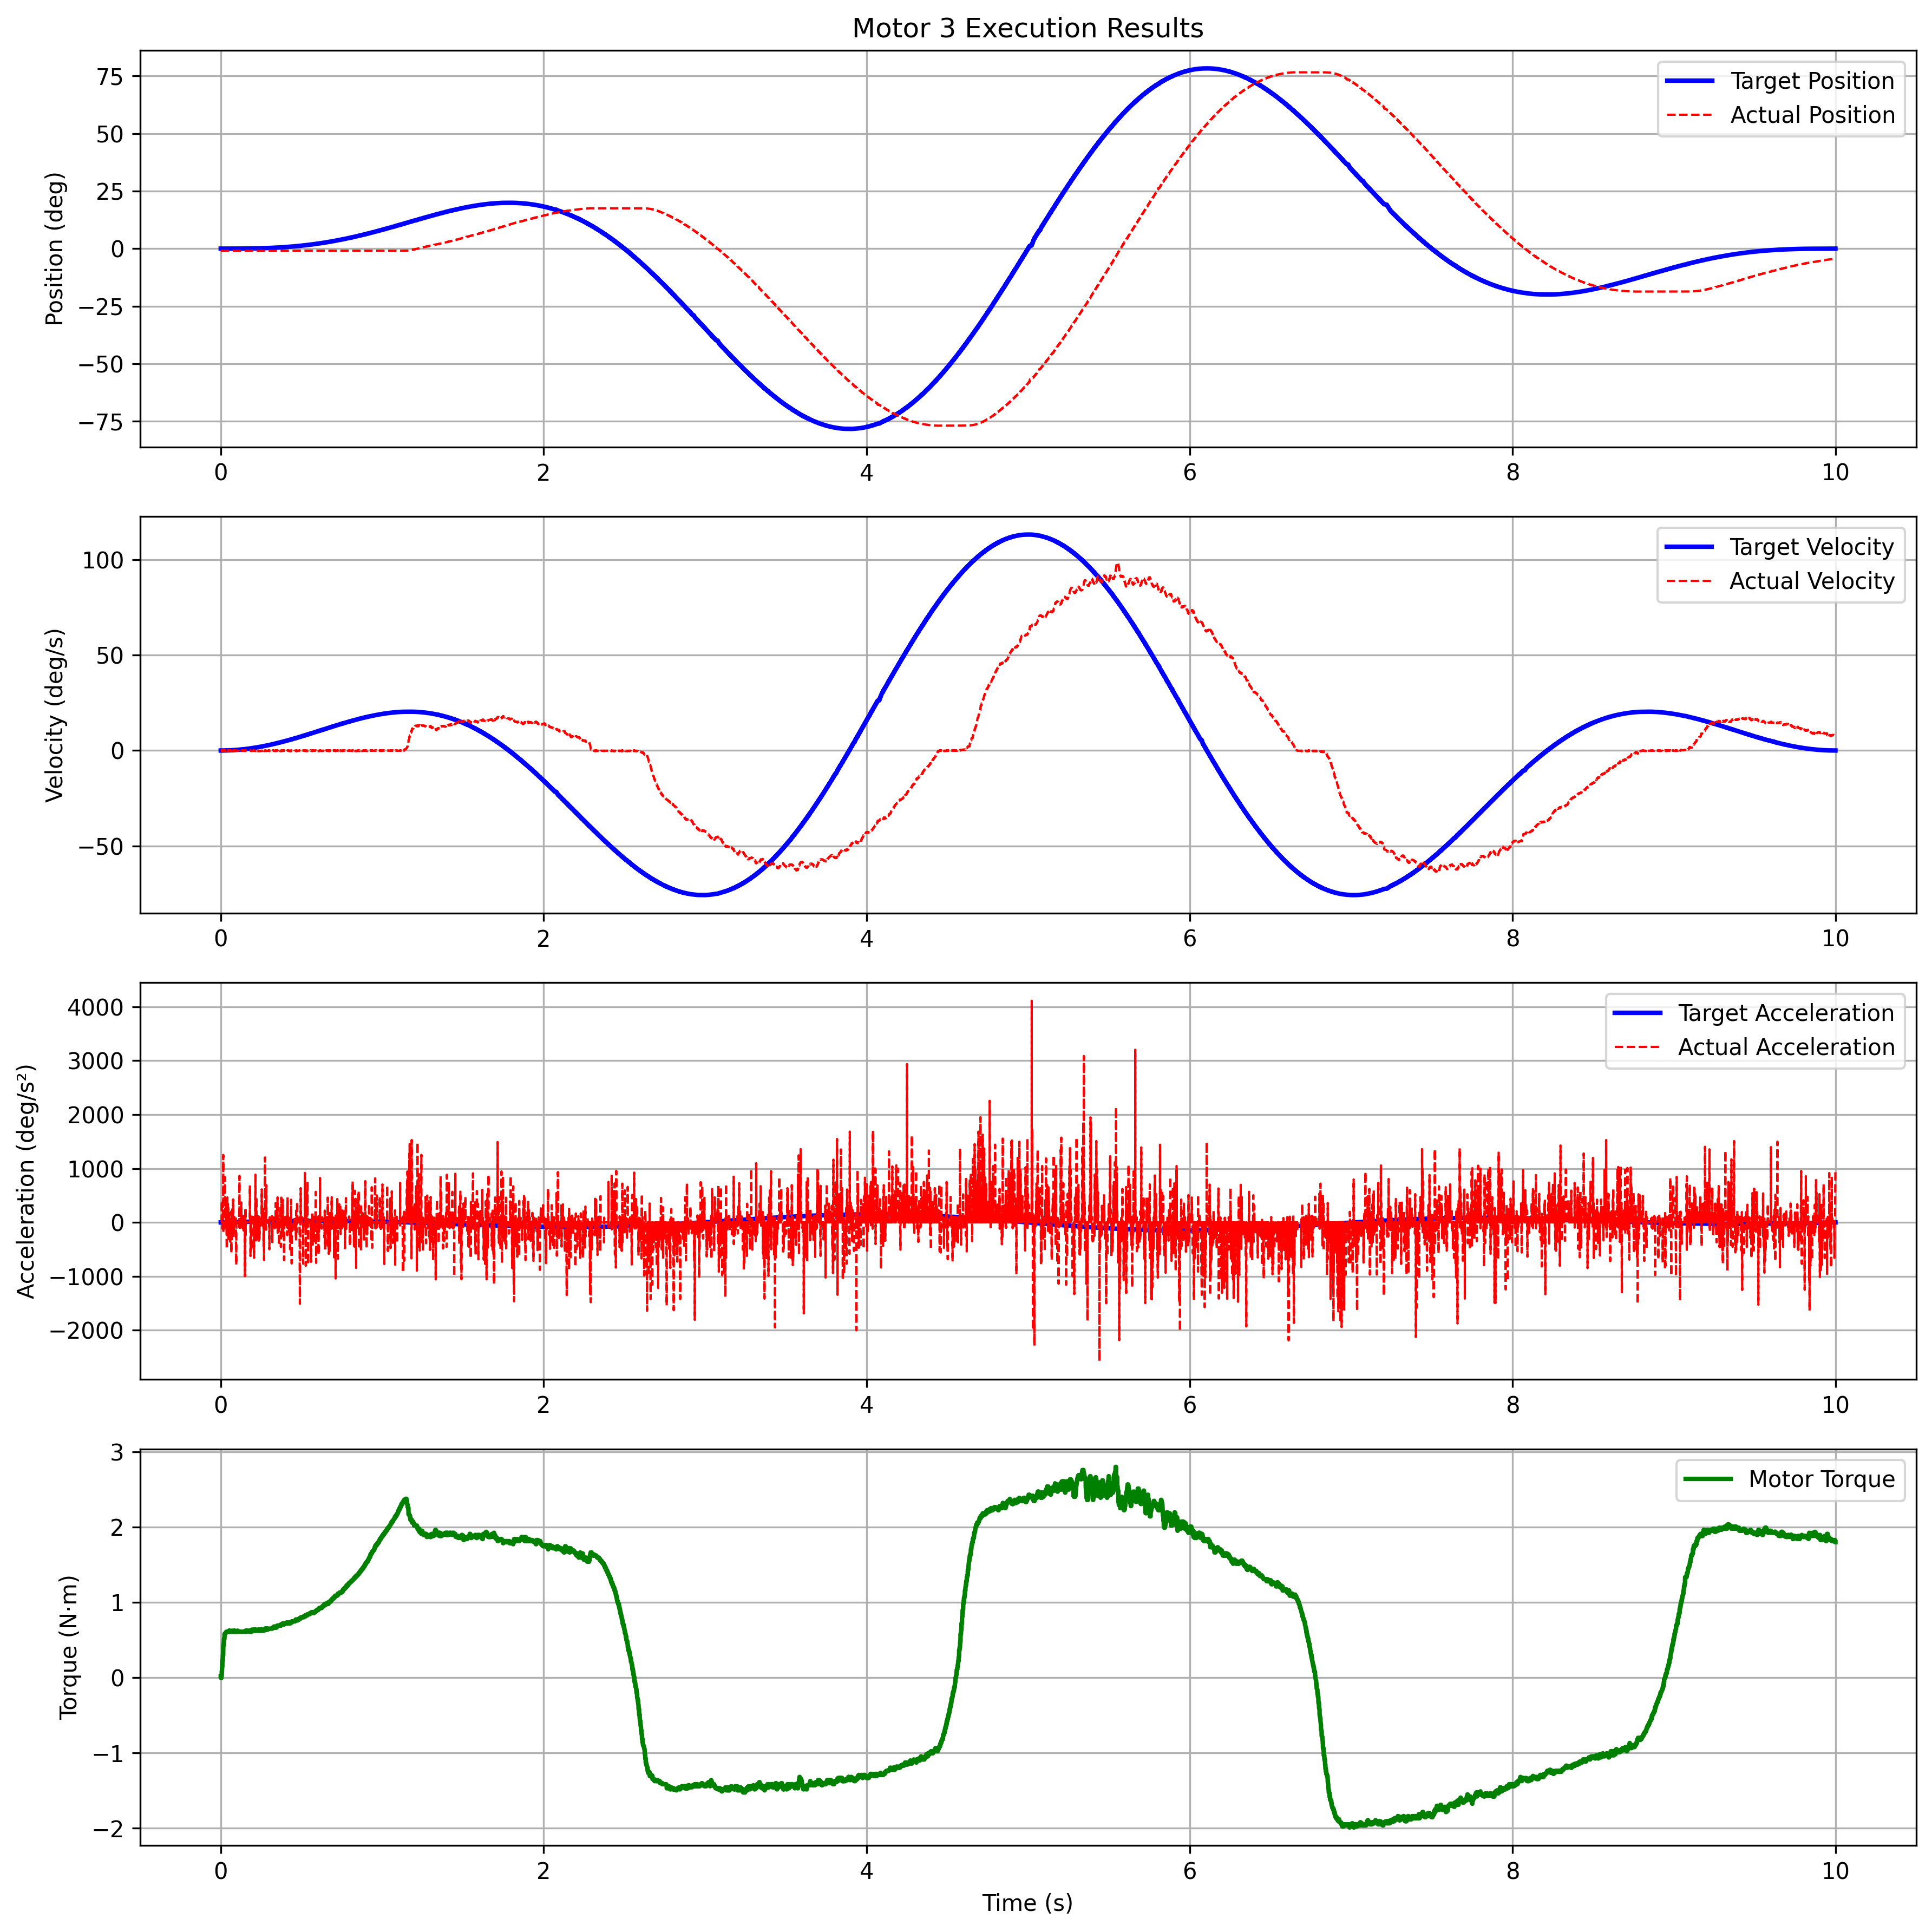 Motor 3 Execution Results
Position (deg)
75
50
25
0
−25
−50
−75
Target Position
Actual Position
0 2 4 6 8 10
Velocity (deg/s)
100
50
0
−50
Target Velocity
Actual Velocity
0 2 4 6 8 10
Acceleration (deg/s²)
4000
3000
2000
1000
0
−1000
−2000
Target Acceleration
Actual Acceleration
0 2 4 6 8 10
Torque (N·m)
3
2
1
0
−1
−2
Motor Torque
0 2 4 6 8 10
Time (s)